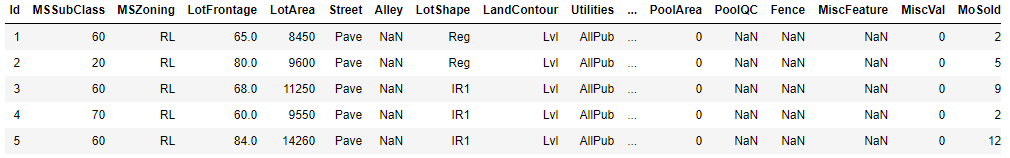 Id MSSubClass MSZoning LotFrontage LotArea Street Alley LotShape LandContour Utilities ... PoolArea PoolQC Fence MiscFeature MiscVal MoSold
1 60 RL 65.0 8450 Pave NaN Reg Lvl AllPub ... 0 NaN NaN NaN 0 2
2 20 RL 80.0 9600 Pave NaN Reg Lvl AllPub ... 0 NaN NaN NaN 0 5
3 60 RL 68.0 11250 Pave NaN IR1 Lvl AllPub ... 0 NaN NaN NaN 0 9
4 70 RL 60.0 9550 Pave NaN IR1 Lvl AllPub ... 0 NaN NaN NaN 0 2
5 60 RL 84.0 14260 Pave NaN IR1 Lvl AllPub ... 0 NaN NaN NaN 0 12